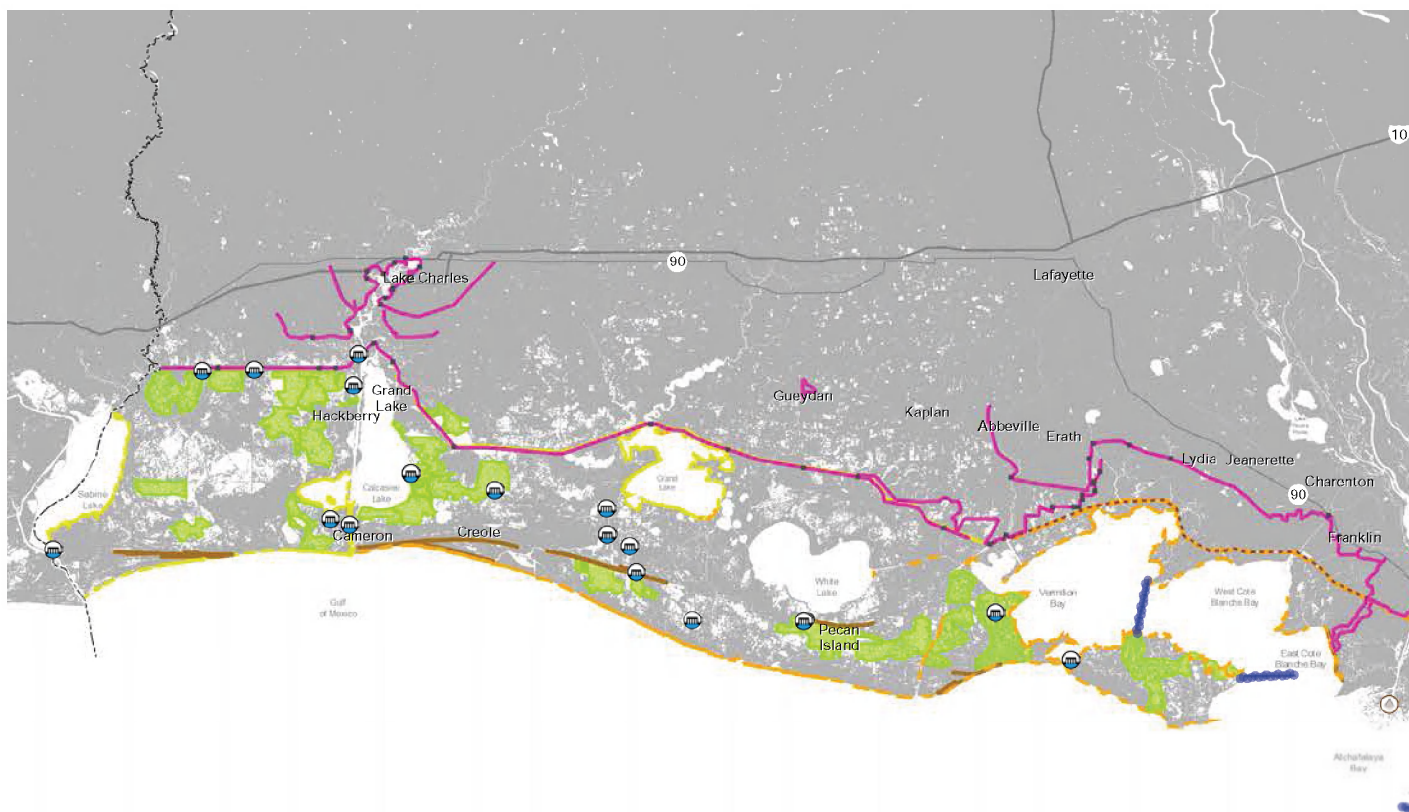 10
90
Lake Charles
Lafayette
Grand
Lake
Gueydan
Hackberry
Kaplan
Abbeville
Erath
Lydia
Jeanerette
Charenton
90
Calcasieu
Lake
Grand
Lake
Sabine
Lake
Cameron
Creole
Franklin
White
Lake
Vermilion
Bay
West Cote
Blanche Bay
Gulf
of Mexico
Pecan
Island
East Cote
Blanche Bay
Atchafalaya
Bay